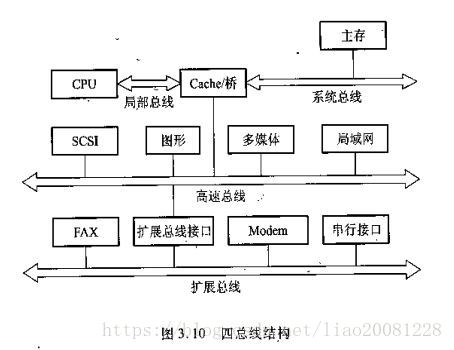 主存
CPU
Cache/桥
局部总线
系统总线
SCSI
图形
多媒体
局域网
高速总线
FAX
扩展总线接口
Modem
串行接口
扩展总线
https://blog.csdn.net/liao20081228
图 3.10 四总线结构